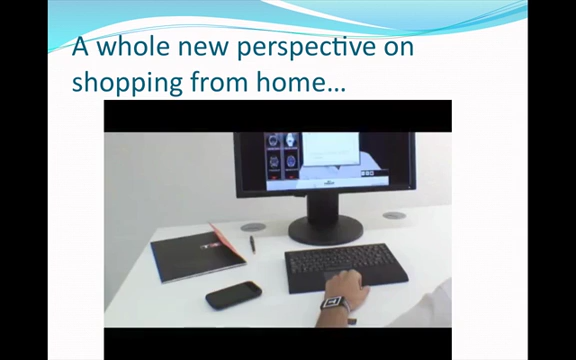 A whole new perspective on
shopping from home…